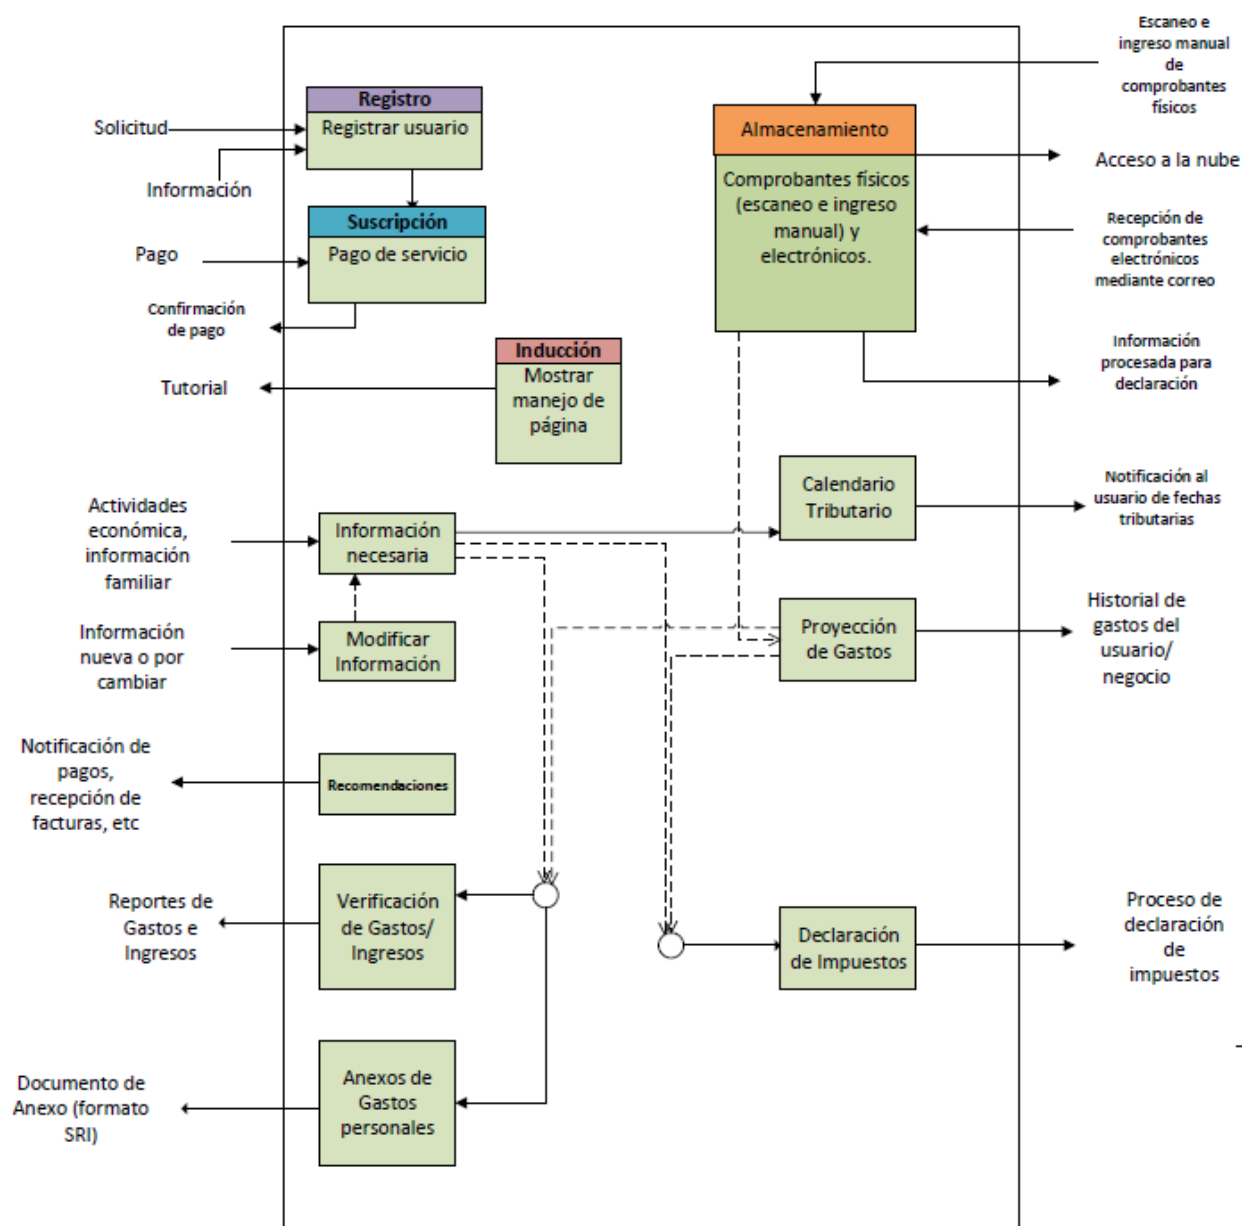 Escaneo e
ingreso manual
de
comprobantes
físicos
Registro
Registrar usuario
Solicitud
Información
Almacenamiento
Comprobantes físicos
(escaneo e ingreso
manual) y
electrónicos.
Acceso a la nube
Suscripción
Pago de servicio
Pago
Confirmación
de pago
Recepción de
comprobantes
electrónicos
mediante correo
Inducción
Mostrar
manejo de
página
Tutorial
Información
procesada para
declaración
Actividades
económica,
información
familiar
Información
necesaria
Calendario
Tributario
Notificación al
usuario de fechas
tributarias
Información
nueva o por
cambiar
Modificar
Información
Proyección
de Gastos
Historial de
gastos del
usuario/
negocio
Notificación de
pagos,
recepción de
facturas, etc
Recomendaciones
Reportes de
Gastos e
Ingresos
Verificación
de Gastos/
Ingresos
Declaración
de Impuestos
Proceso de
declaración
de
impuestos
Documento de
Anexo (formato
SRI)
Anexos de
Gastos
personales